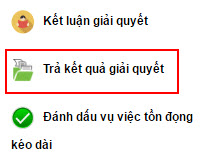 Kết luận giải quyết
Trả kết quả giải quyết
Đánh dấu vụ việc tồn đọng
kéo dài